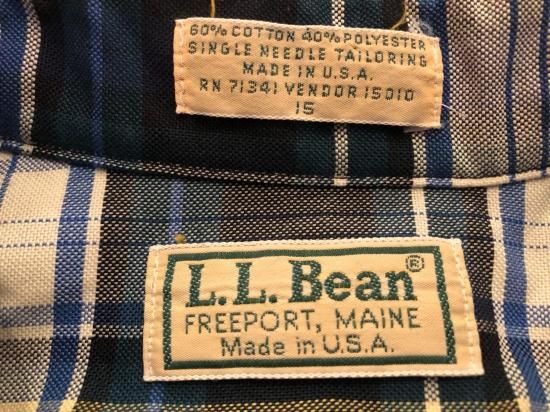 60% COTTON 40% POLYESTER
SINGLE NEEDLE TAILORING
MADE IN U.S.A.
RN 71341 VENDOR 15010
15
L.L.Bean®
FREEPORT, MAINE
Made in U.S.A.